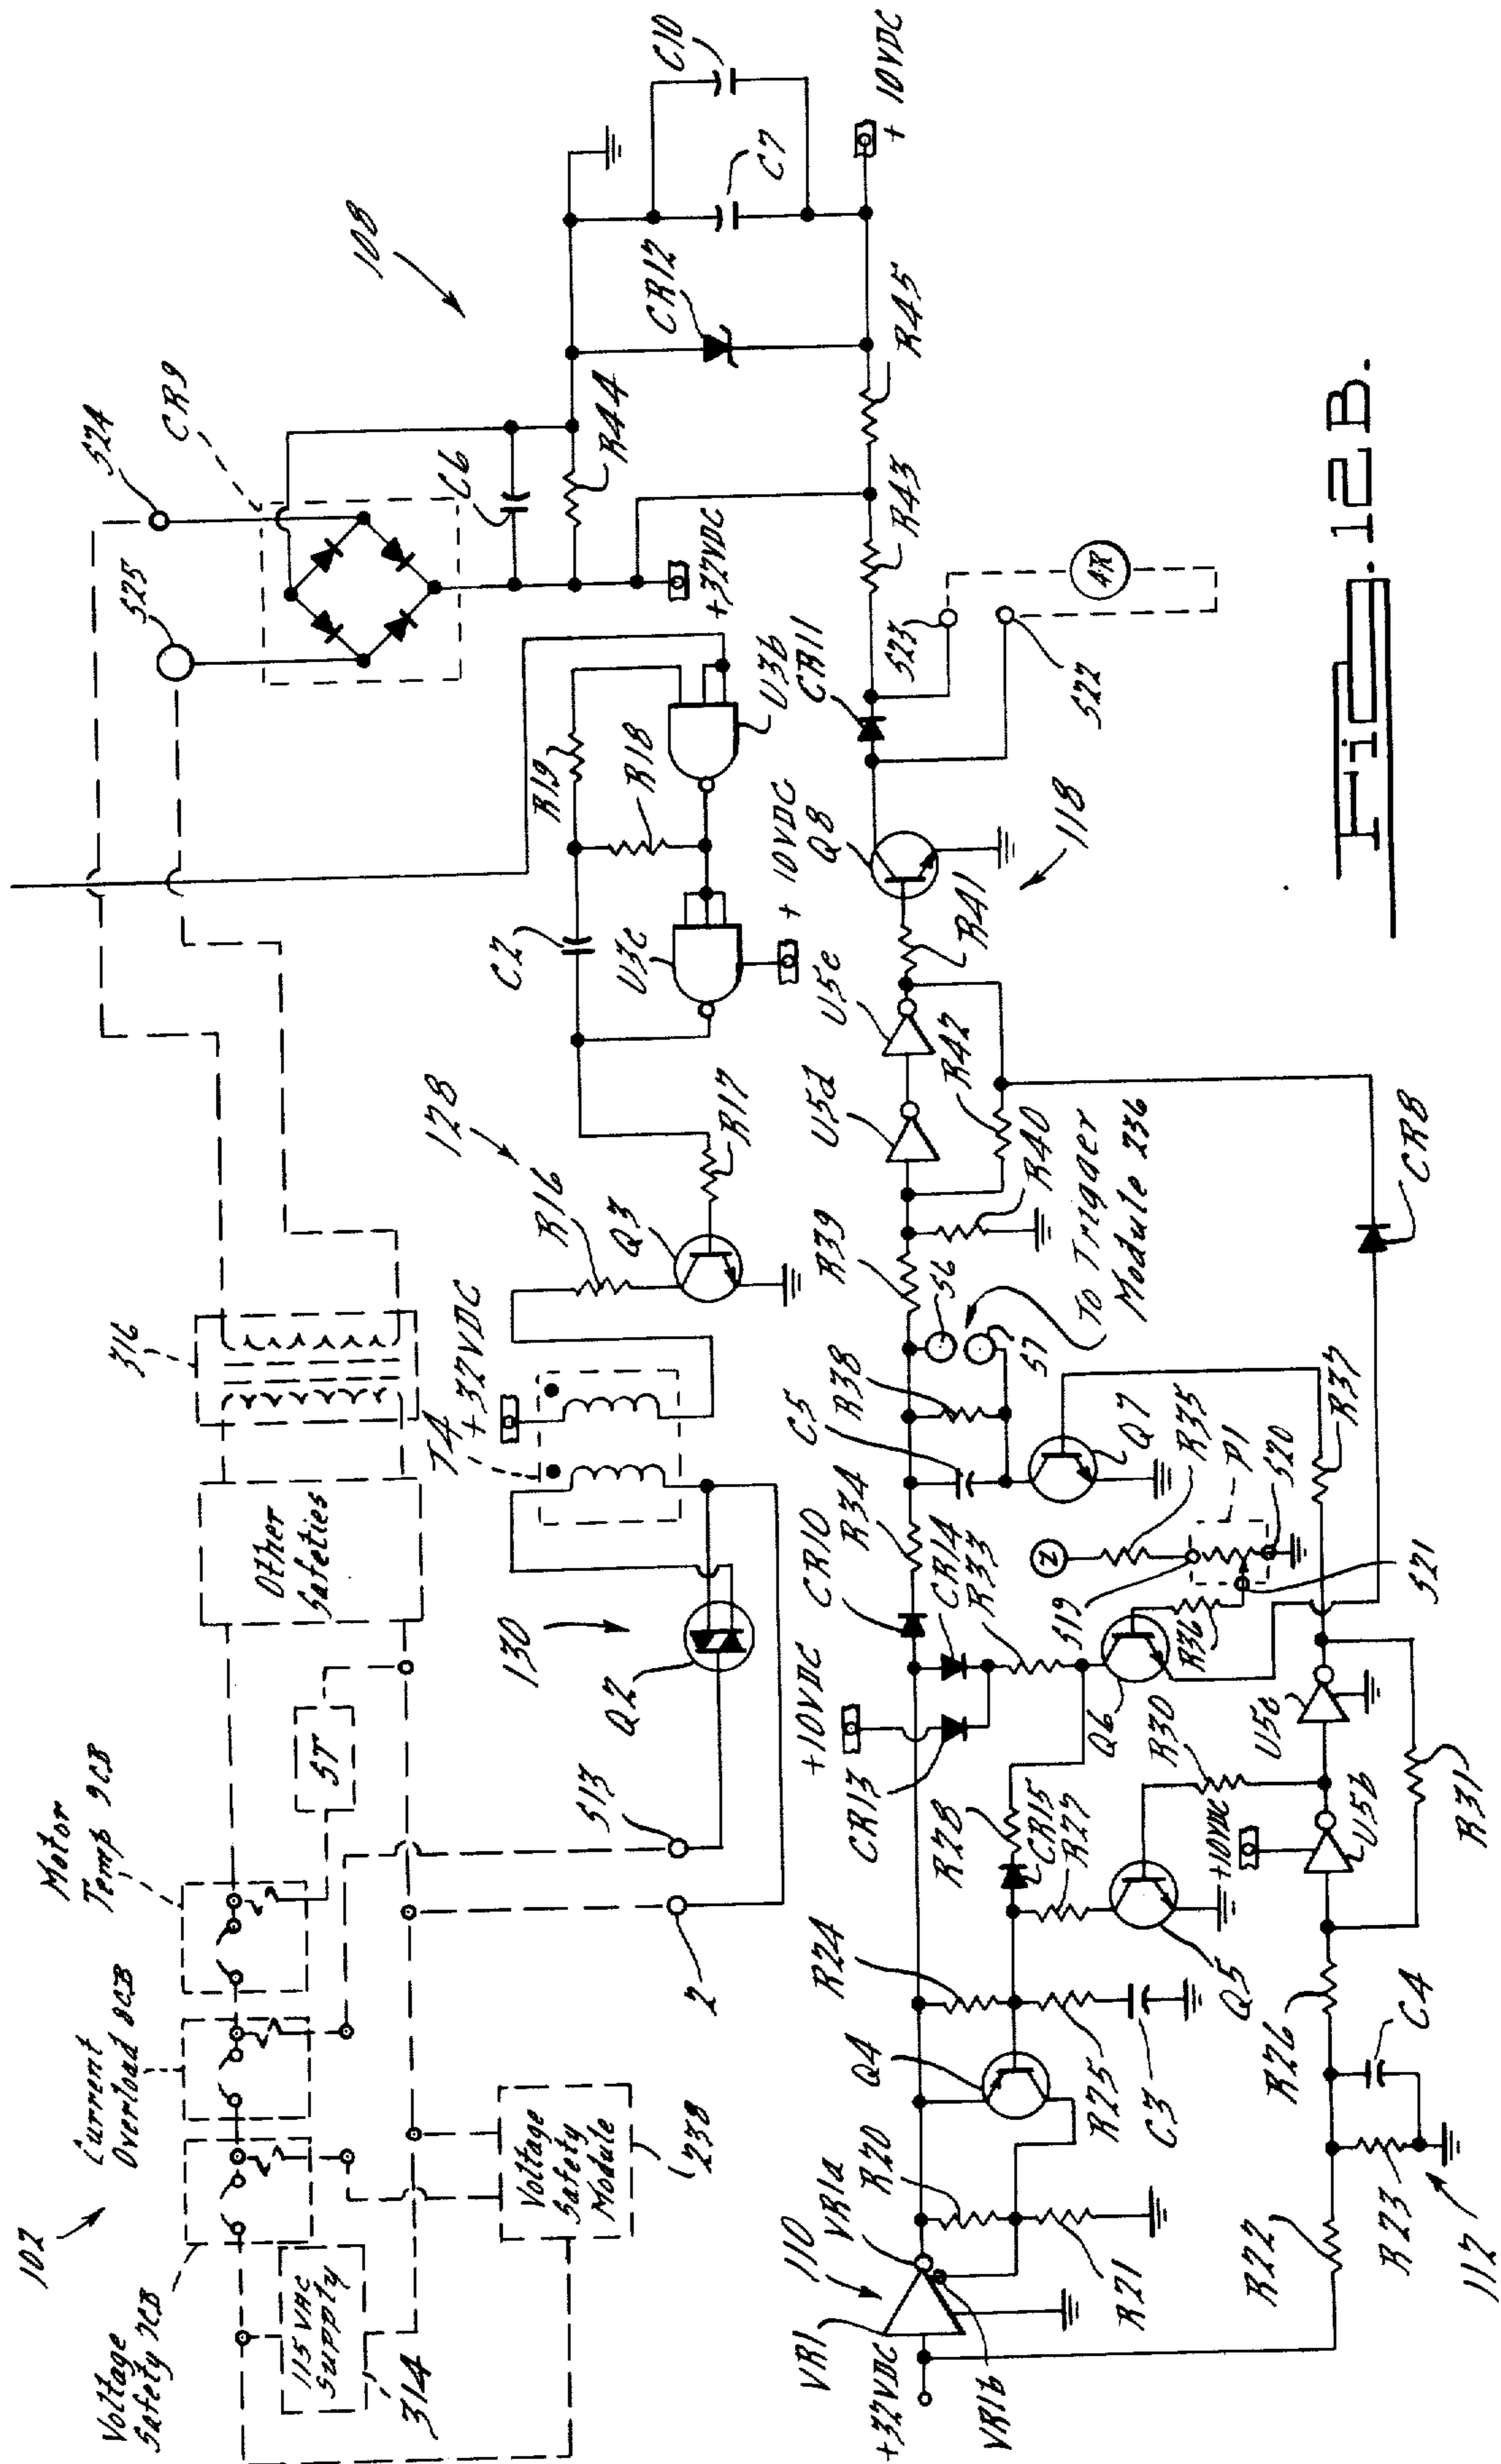 102
Voltage
Safety 7CB
Current
Overload 8CB
Motor
Temp 9CB
115 VAC
Supply
314
Voltage
Safety
Module
238
ST
Other
Safeties
316
525
524
CR9
108
2
513
Q2
130
T4
+32VDC
R16
Q3
128
R17
C2
U3c
+10VDC
R19
R18
U3b
C6
R44
+32VDC
CR12
C7
C10
+10VDC
VR1
110
VR1a
+32VDC
VR1b
R20
R21
Q4
R24
R25
C3
R28
CR15
R27
Q5
CR13
+10VDC
CR10
CR14
R33
R34
Q6
519
R36
R35
P1
520
521
C5
R38
Q7
56
57
To Trigger
Module 236
R39
R40
U5d
R42
U5e
R41
Q8
118
CR11
523
522
4R
R43
R45
R22
R23
112
C4
R26
+10VDC
U5b
R30
U5c
R31
R37
CR8
Fig. 12B.